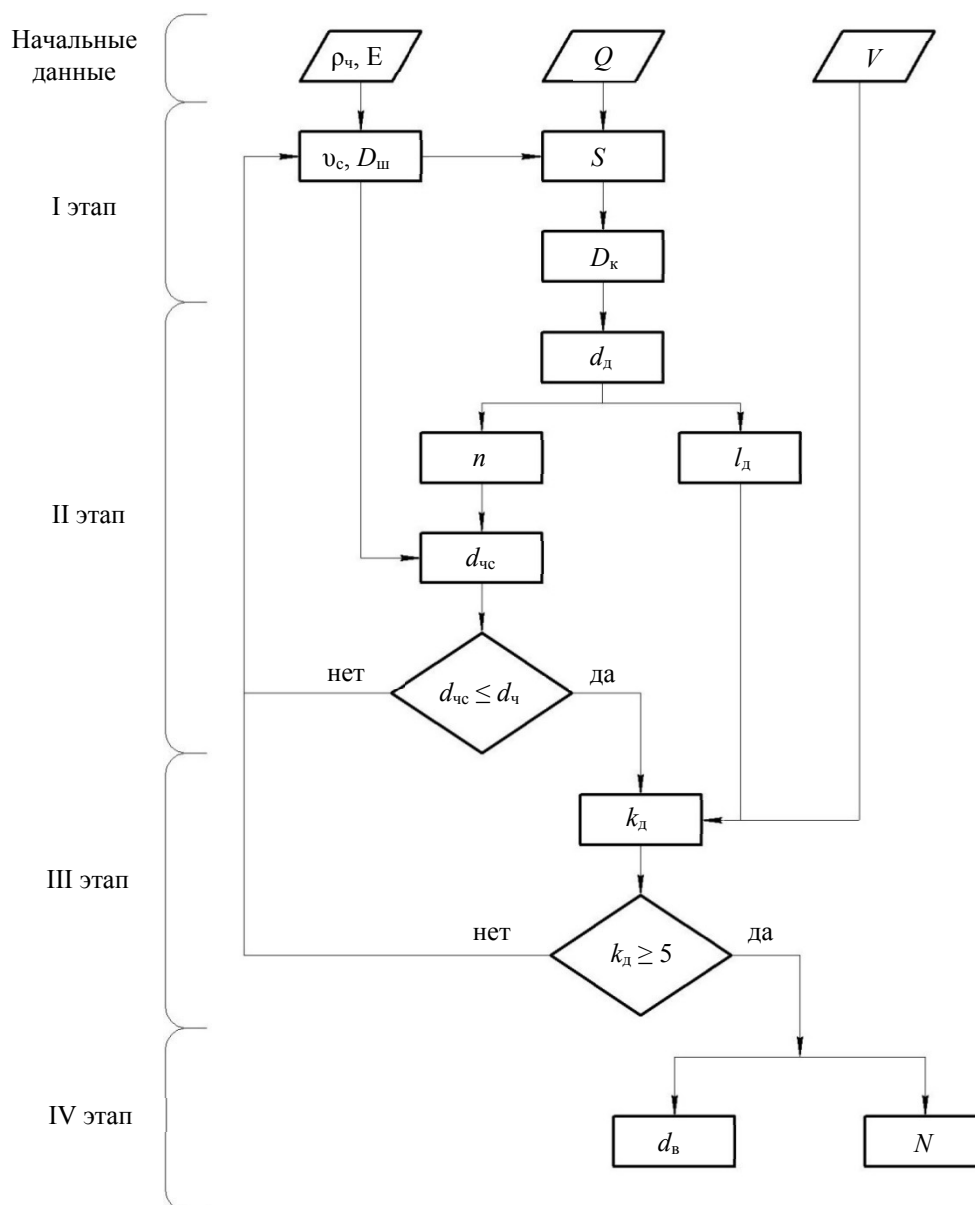 Начальные
данные
ρч, E
Q
V
υс, Dш
S
I этап
Dк
dд
n
lд
II этап
dчс
нет
dчс ≤ dч
да
kд
III этап
нет
kд ≥ 5
да
IV этап
dв
N